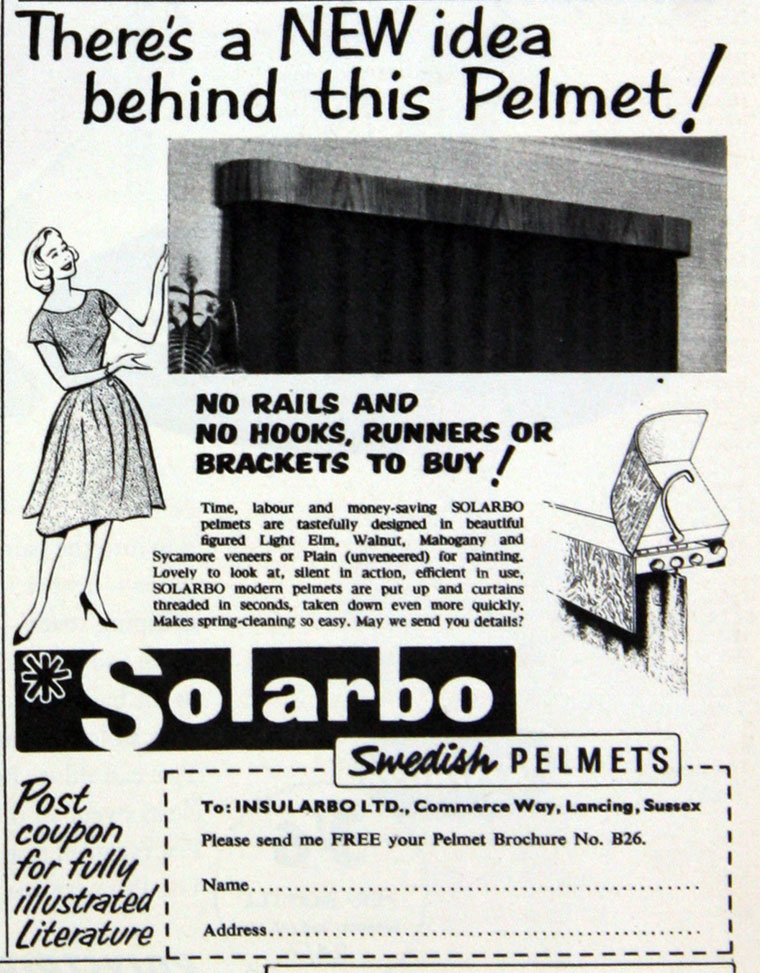 There's a NEW idea
behind this Pelmet!
NO RAILS AND
NO HOOKS, RUNNERS OR
BRACKETS TO BUY!
Time, labour and money-saving SOLARBO
pelmets are tastefully designed in beautiful
figured Light Elm, Walnut, Mahogany and
Sycamore veneers or Plain (unveneered) for painting.
Lovely to look at, silent in action, efficient in use,
SOLARBO modern pelmets are put up and curtains
threaded in seconds, taken down even more quickly.
Makes spring-cleaning so easy. May we send you details?
*Solarbo
Swedish PELMETS
Post
coupon
for fully
illustrated
Literature
To: INSULARBO LTD., Commerce Way, Lancing, Sussex
Please send me FREE your Pelmet Brochure No. B26.
Name
Address